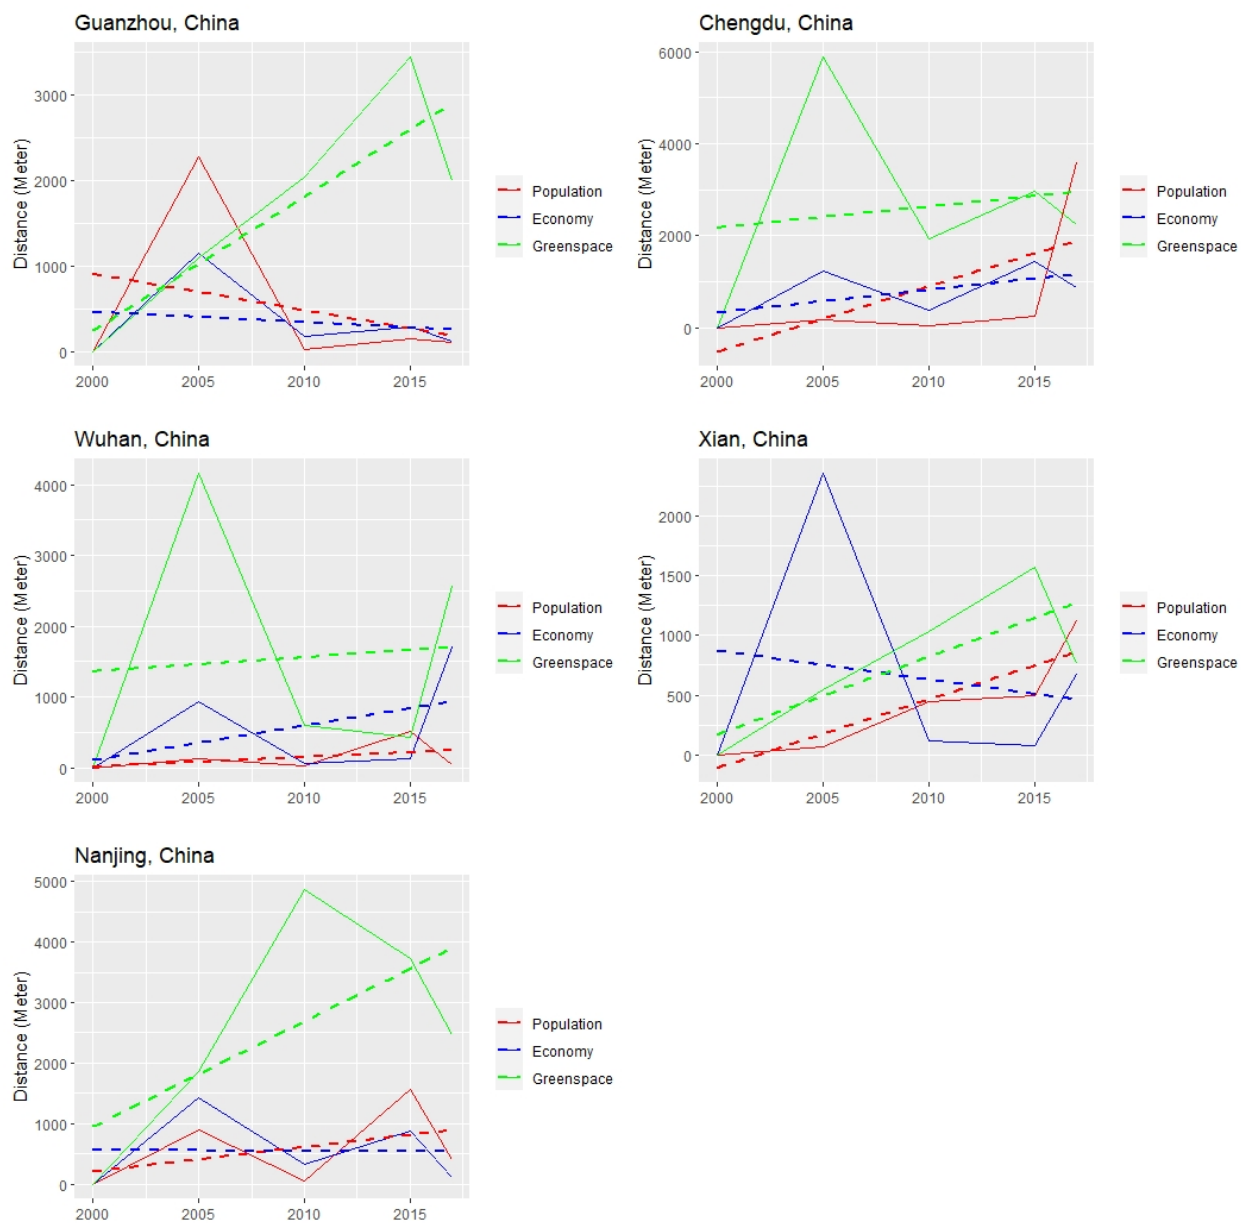 Guanzhou, China
Distance (Meter)
3000
2000
1000
0
2000 2005 2010 2015
Population
Economy
Greenspace
Chengdu, China
Distance (Meter)
6000
4000
2000
0
2000 2005 2010 2015
Population
Economy
Greenspace
Wuhan, China
Distance (Meter)
4000
3000
2000
1000
0
2000 2005 2010 2015
Population
Economy
Greenspace
Xian, China
Distance (Meter)
2000
1500
1000
500
0
2000 2005 2010 2015
Population
Economy
Greenspace
Nanjing, China
Distance (Meter)
5000
4000
3000
2000
1000
0
2000 2005 2010 2015
Population
Economy
Greenspace